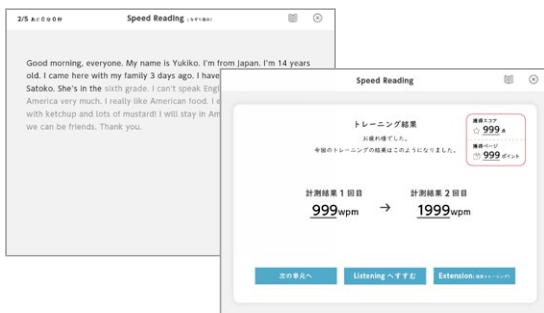 2/5 あと0分0秒
Speed Reading (なぞり読み)
Good morning, everyone. My name is Yukiko. I'm from Japan. I'm 14 years
old. I came here with my family 3 days ago. I have
Satoko. She's in the sixth grade. I can't speak Engl
America very much. I really like American food. I e
with ketchup and lots of mustard! I will stay in Am
we can be friends. Thank you.
Speed Reading
トレーニング結果
お疲れ様でした。
今回のトレーニングの結果はこのようになりました。
獲得スコア
999 点
獲得ページ
999 ポイント
計測結果1回目
計測結果2回目
999wpm
→
1999wpm
次の単元へ
Listening へすすむ
Extension